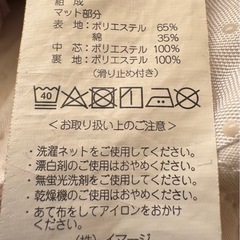 組成
マット部分
表 地：ポリエステル 65%
綿 35%
中 芯：ポリエステル 100%
裏 地：ポリエステル 100%
(滑り止め付き)
40
＜お取り扱い上のご注意＞
・洗濯ネットをご使用してください。
・漂白剤のご使用はおやめください。
・無蛍光洗剤をご使用してください。
・乾燥機のご使用はおやめください。
・あて布をしてアイロンをおかけ
ください。
(株) イマージ